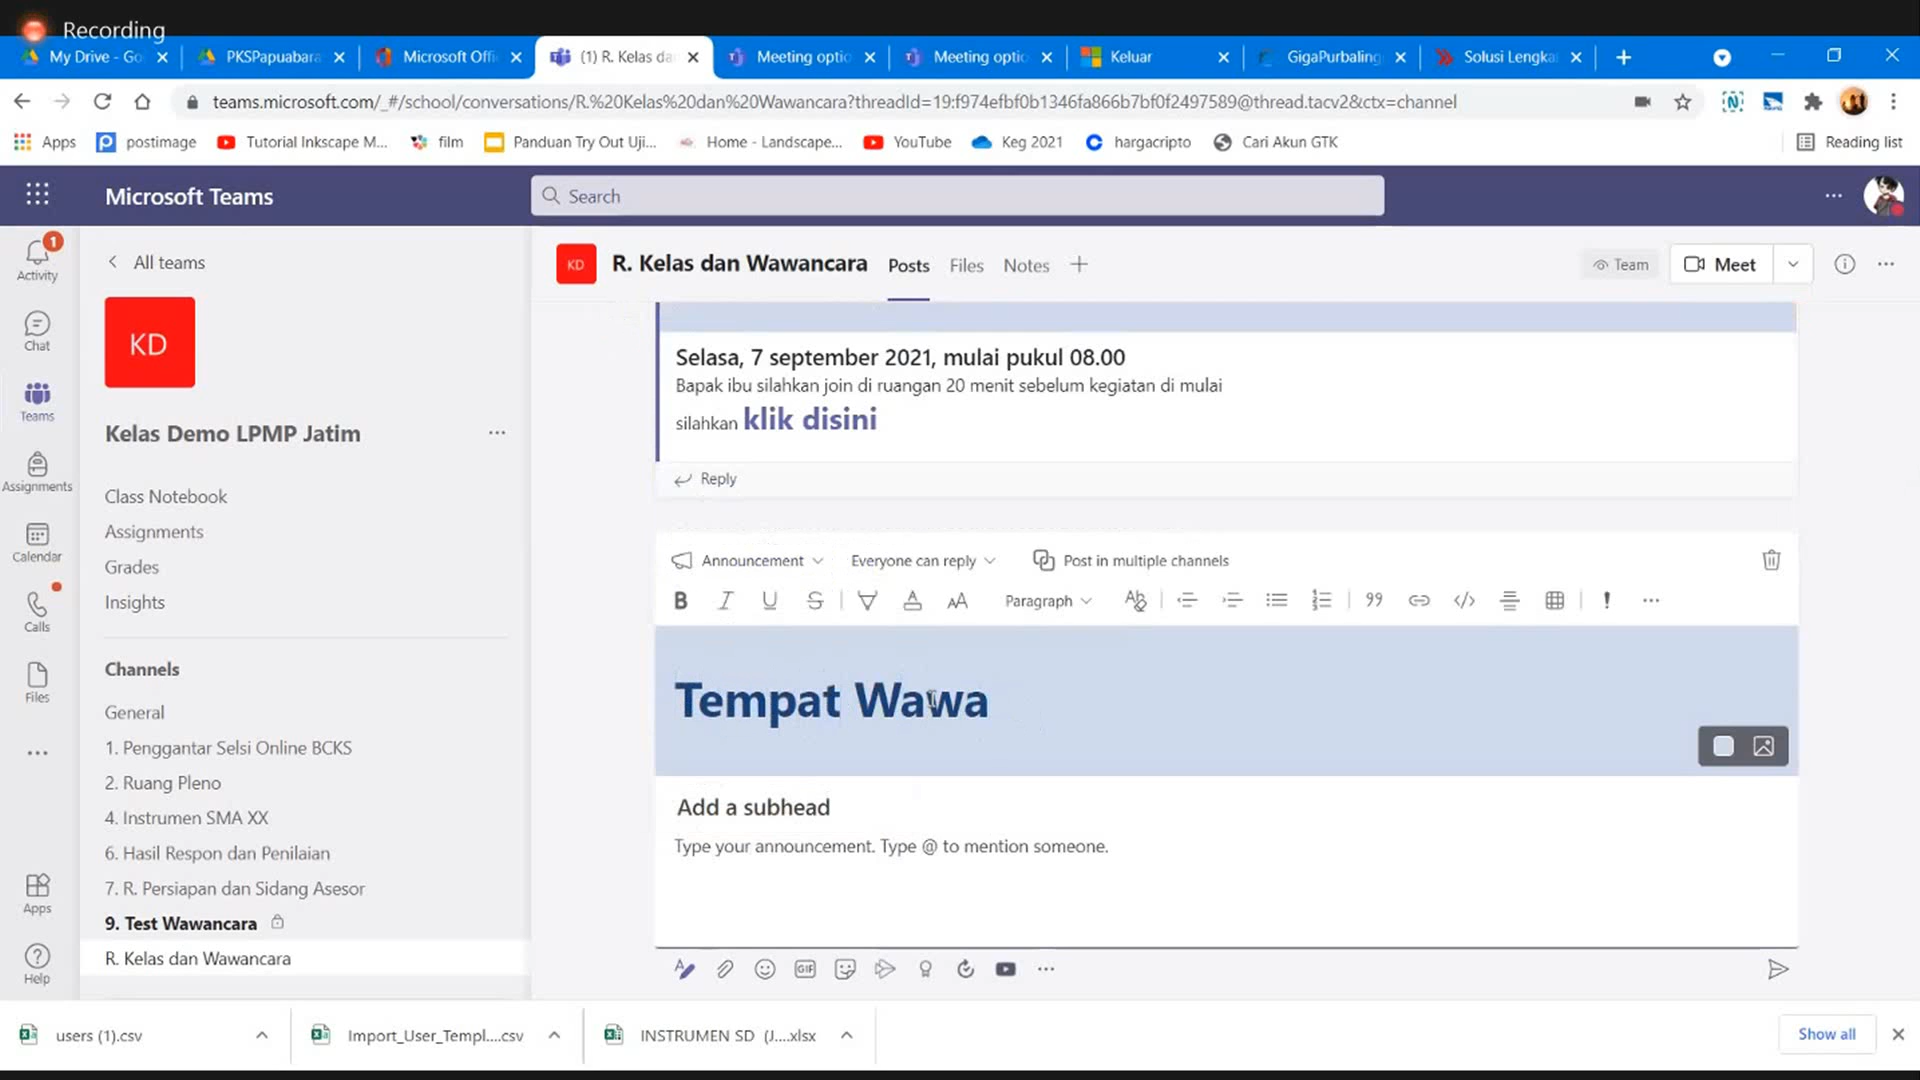 Recording
My Drive - Go
PKSPapuabara
Microsoft Offi
(1) R. Kelas da
Meeting optio
Meeting optio
Keluar
GigaPurbaling
Solusi Lengka
teams.microsoft.com/_#/school/conversations/R.%20Kelas%20dan%20Wawancara?threadId=19:f974efbf0b1346fa866b7bf0f2497589@thread.tacv2&ctx=channel
Apps
postimage
Tutorial Inkscape M...
film
Panduan Try Out Uji...
Home - Landscape...
YouTube
Keg 2021
hargacripto
Cari Akun GTK
Reading list
Microsoft Teams
Search
Activity
1
Chat
Teams
Assignments
Calendar
Calls
Files
Apps
Help
All teams
KD
Kelas Demo LPMP Jatim
Class Notebook
Assignments
Grades
Insights
Channels
General
1. Penggantar Selsi Online BCKS
2. Ruang Pleno
4. Instrumen SMA XX
6. Hasil Respon dan Penilaian
7. R. Persiapan dan Sidang Asesor
9. Test Wawancara
R. Kelas dan Wawancara
KD
R. Kelas dan Wawancara
Posts
Files
Notes
Team
Meet
Selasa, 7 september 2021, mulai pukul 08.00
Bapak ibu silahkan join di ruangan 20 menit sebelum kegiatan di mulai
silahkan klik disini
Reply
Announcement
Everyone can reply
Post in multiple channels
Paragraph
Tempat Wawa
Add a subhead
Type your announcement. Type @ to mention someone.
GIF
users (1).csv
Import_User_Templ....csv
INSTRUMEN SD (J....xlsx
Show all